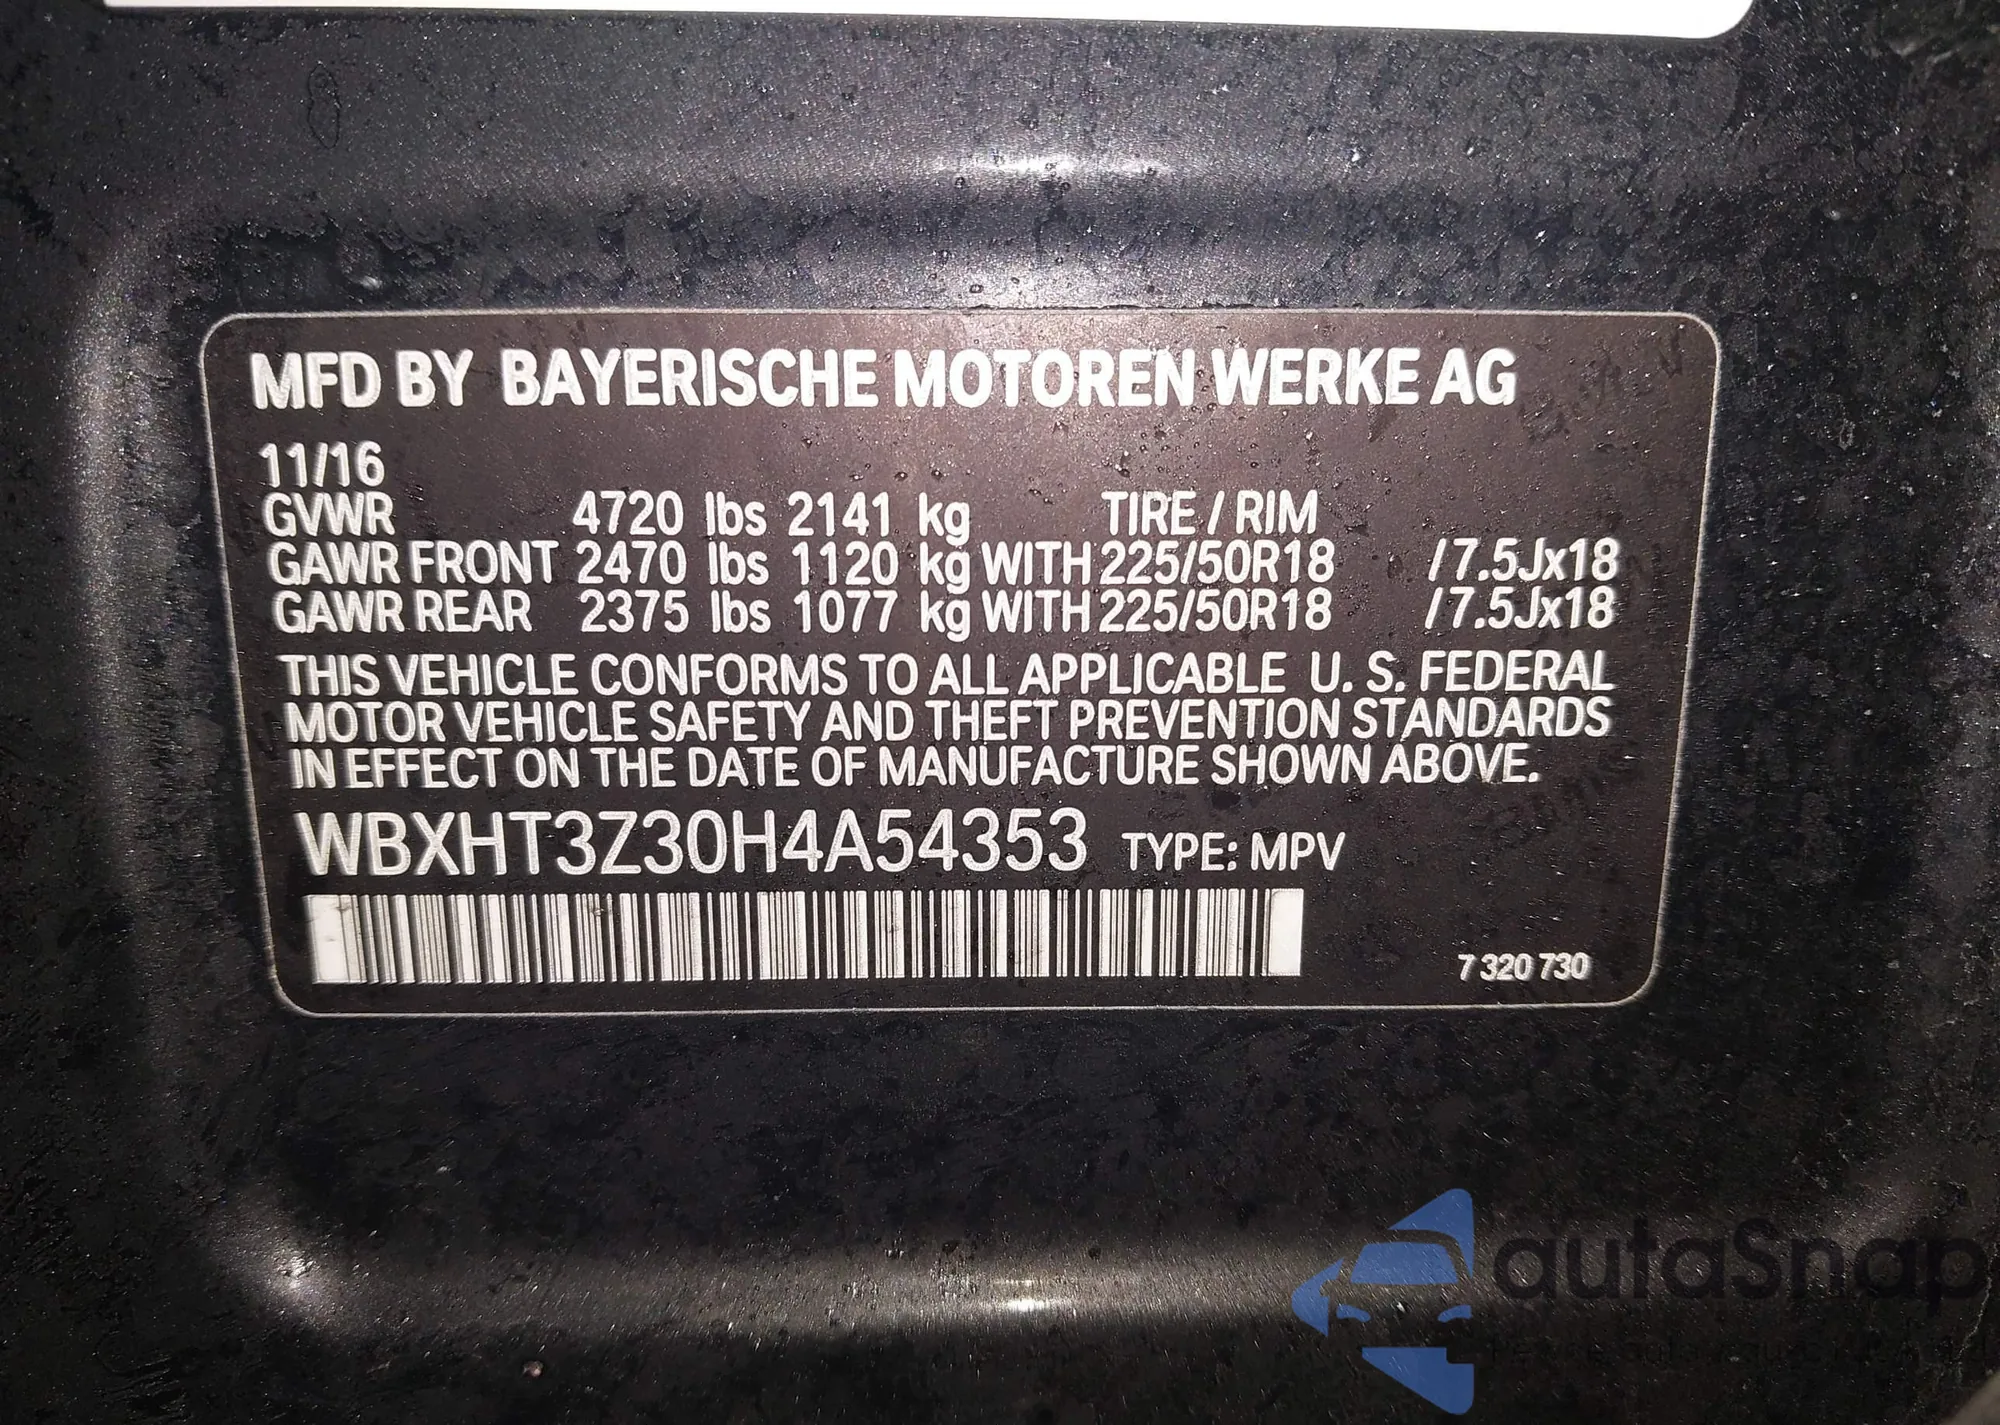 MFD BY BAYERISCHE MOTOREN WERKE AG
11/16
GVWR 4720 lbs 2141 kg TIRE / RIM
GAWR FRONT 2470 lbs 1120 kg WITH 225/50R18 /7.5Jx18
GAWR REAR 2375 lbs 1077 kg WITH 225/50R18 /7.5Jx18
THIS VEHICLE CONFORMS TO ALL APPLICABLE U. S. FEDERAL
MOTOR VEHICLE SAFETY AND THEFT PREVENTION STANDARDS
IN EFFECT ON THE DATE OF MANUFACTURE SHOWN ABOVE.
WBXHT3Z30H4A54353 TYPE: MPV
7 320 730
autaSnap